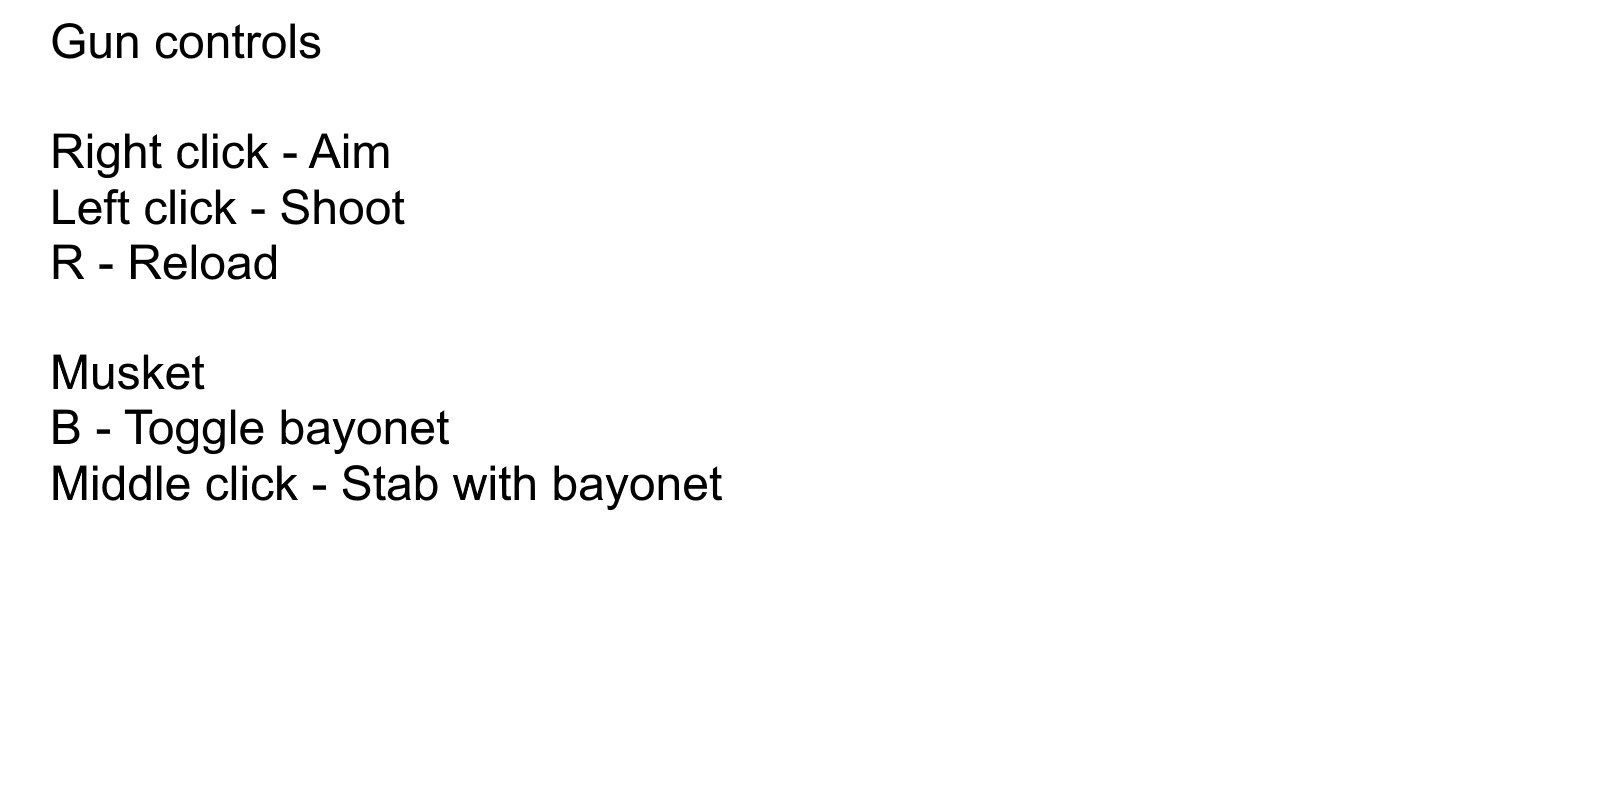 Gun controls
Right click - Aim
Left click - Shoot
R - Reload
Musket
B - Toggle bayonet
Middle click - Stab with bayonet